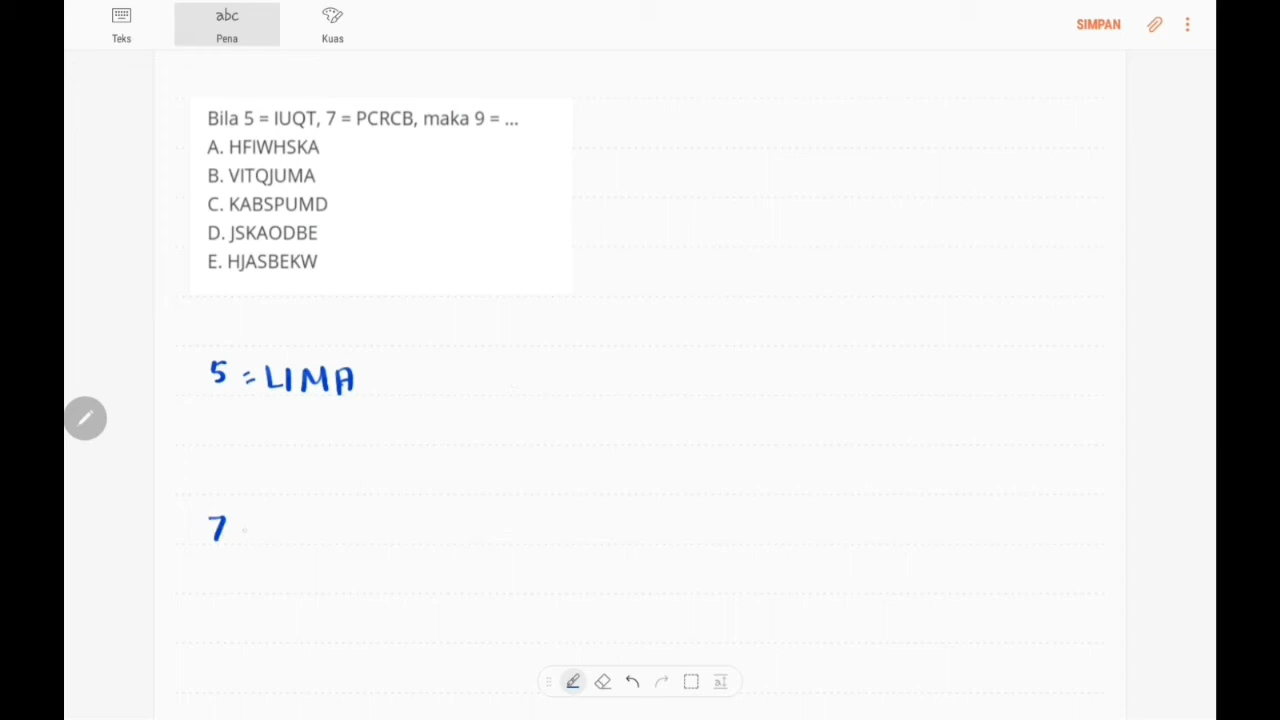 Teks
abc
Pena
Kuas
SIMPAN
Bila 5 = IUQT, 7 = PCRCB, maka 9 = ...
A. HFIWHSKA
B. VITQJUMA
C. KABSPUMD
D. JSKAODBE
E. HJASBEKW
5 = LIMA
7